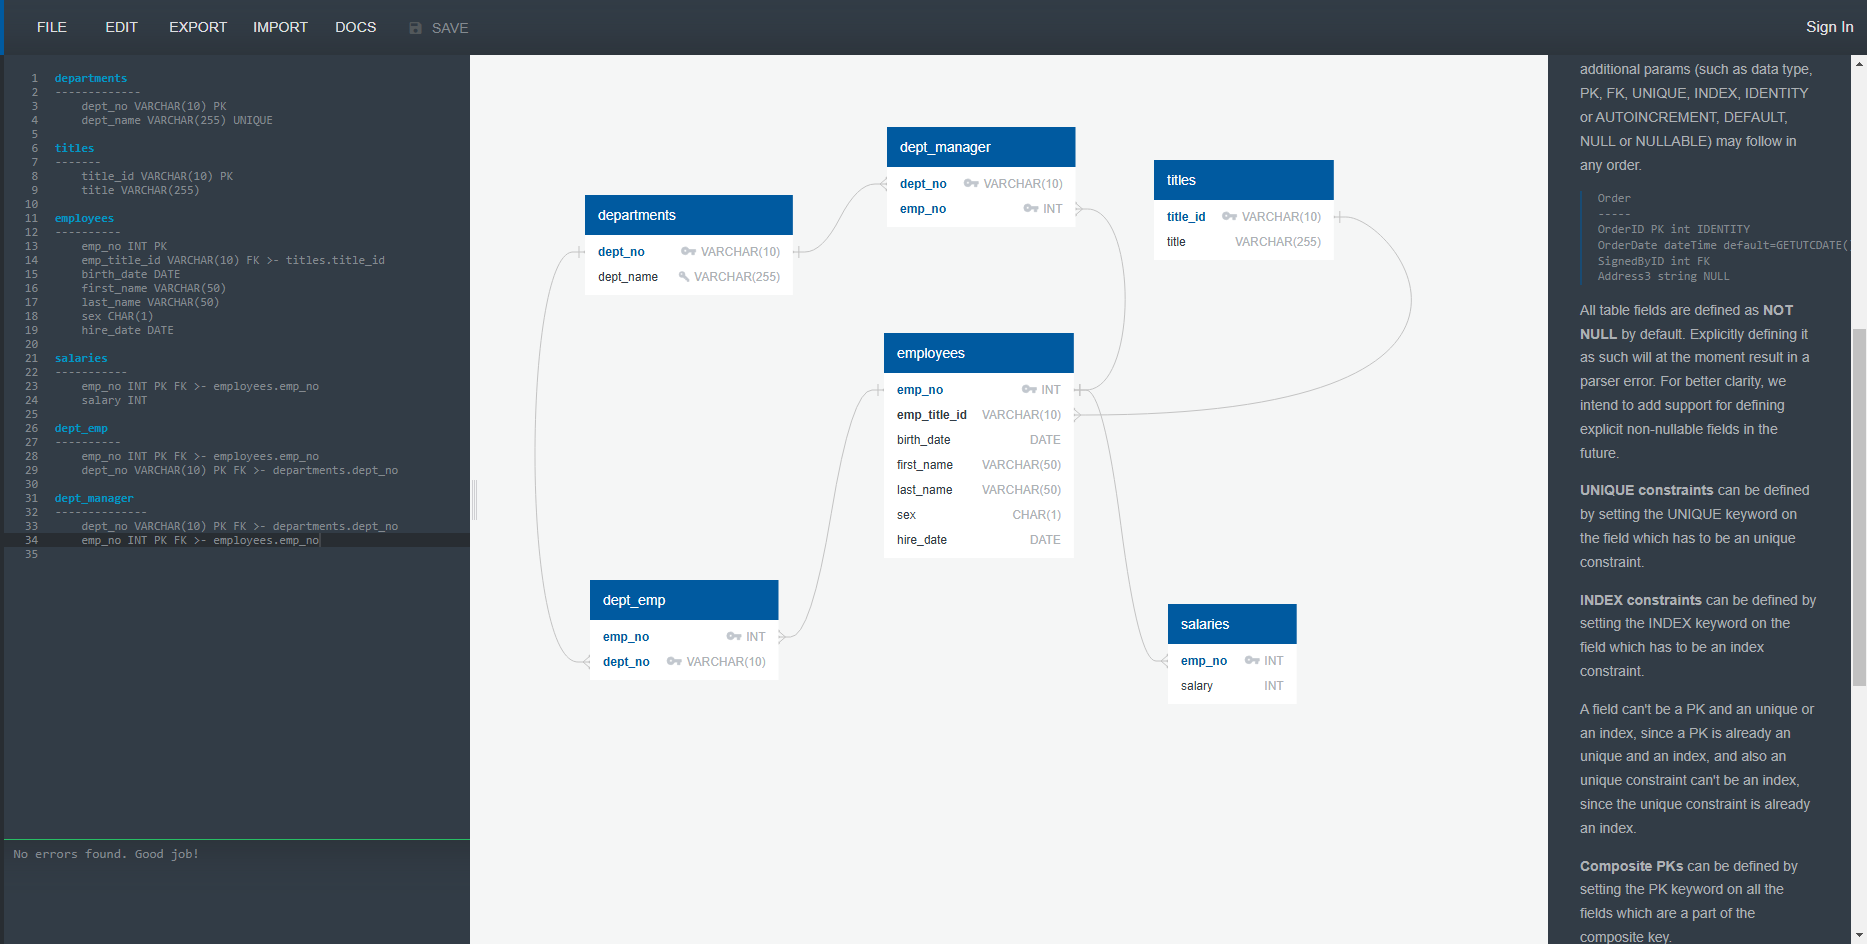 FILE EDIT EXPORT IMPORT DOCS SAVE Sign In
1 departments
2 -------------
3 dept_no VARCHAR(10) PK
4 dept_name VARCHAR(255) UNIQUE
5
6 titles
7 -------
8 title_id VARCHAR(10) PK
9 title VARCHAR(255)
10
11 employees
12 ----------
13 emp_no INT PK
14 emp_title_id VARCHAR(10) FK >- titles.title_id
15 birth_date DATE
16 first_name VARCHAR(50)
17 last_name VARCHAR(50)
18 sex CHAR(1)
19 hire_date DATE
20
21 salaries
22 -----------
23 emp_no INT PK FK >- employees.emp_no
24 salary INT
25
26 dept_emp
27 ----------
28 emp_no INT PK FK >- employees.emp_no
29 dept_no VARCHAR(10) PK FK >- departments.dept_no
30
31 dept_manager
32 --------------
33 dept_no VARCHAR(10) PK FK >- departments.dept_no
34 emp_no INT PK FK >- employees.emp_no
35
No errors found. Good job!
departments
dept_no VARCHAR(10)
dept_name VARCHAR(255)
dept_manager
dept_no VARCHAR(10)
emp_no INT
titles
title_id VARCHAR(10)
title VARCHAR(255)
employees
emp_no INT
emp_title_id VARCHAR(10)
birth_date DATE
first_name VARCHAR(50)
last_name VARCHAR(50)
sex CHAR(1)
hire_date DATE
dept_emp
emp_no INT
dept_no VARCHAR(10)
salaries
emp_no INT
salary INT
additional params (such as data type,
PK, FK, UNIQUE, INDEX, IDENTITY
or AUTOINCREMENT, DEFAULT,
NULL or NULLABLE) may follow in
any order.
Order
-----
OrderID PK int IDENTITY
OrderDate dateTime default=GETUTCDATE()
SignedByID int FK
Address3 string NULL
All table fields are defined as NOT
NULL by default. Explicitly defining it
as such will at the moment result in a
parser error. For better clarity, we
intend to add support for defining
explicit non-nullable fields in the
future.
UNIQUE constraints can be defined
by setting the UNIQUE keyword on
the field which has to be an unique
constraint.
INDEX constraints can be defined by
setting the INDEX keyword on the
field which has to be an index
constraint.
A field can't be a PK and an unique or
an index, since a PK is already an
unique and an index, and also an
unique constraint can't be an index,
since the unique constraint is already
an index.
Composite PKs can be defined by
setting the PK keyword on all the
fields which are a part of the
composite key.